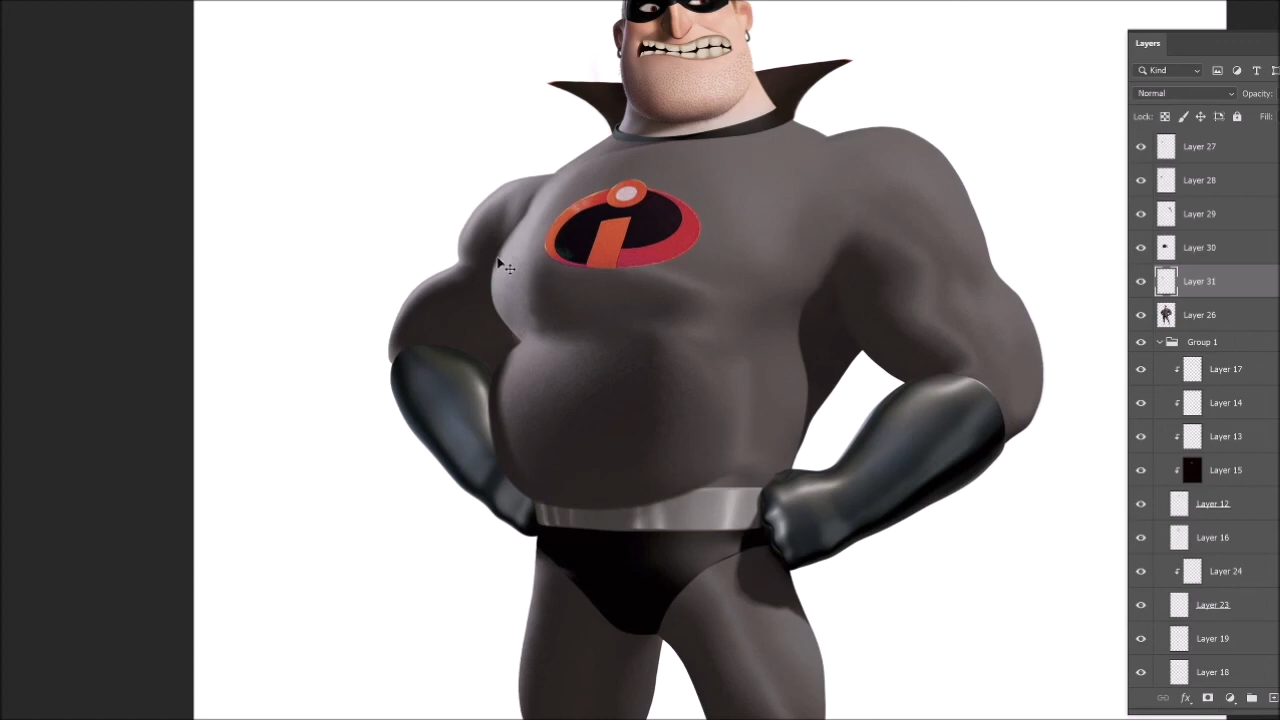 Layers
Kind
Normal
Opacity:
Lock:
Fill:
Layer 27
Layer 28
Layer 29
Layer 30
Layer 31
Layer 26
Group 1
Layer 17
Layer 14
Layer 13
Layer 15
Layer 12
Layer 16
Layer 24
Layer 23
Layer 19
Layer 18
fx
i